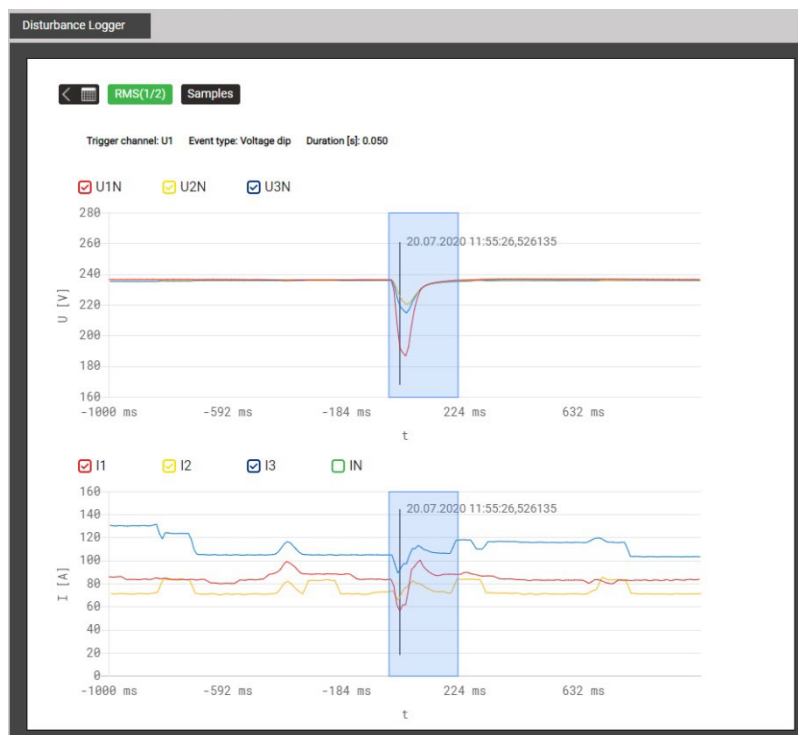 Disturbance Logger
RMS(1/2) Samples
Trigger channel: U1 Event type: Voltage dip Duration [s]: 0.050
U1N U2N U3N
280
260
240
220
200
180
160
U [V]
20.07.2020 11:55:26,526135
-1000 ms -592 ms -184 ms 224 ms 632 ms
t
I1 I2 I3 IN
160
140
120
100
80
60
40
20
0
I [A]
20.07.2020 11:55:26,526135
-1000 ms -592 ms -184 ms 224 ms 632 ms
t